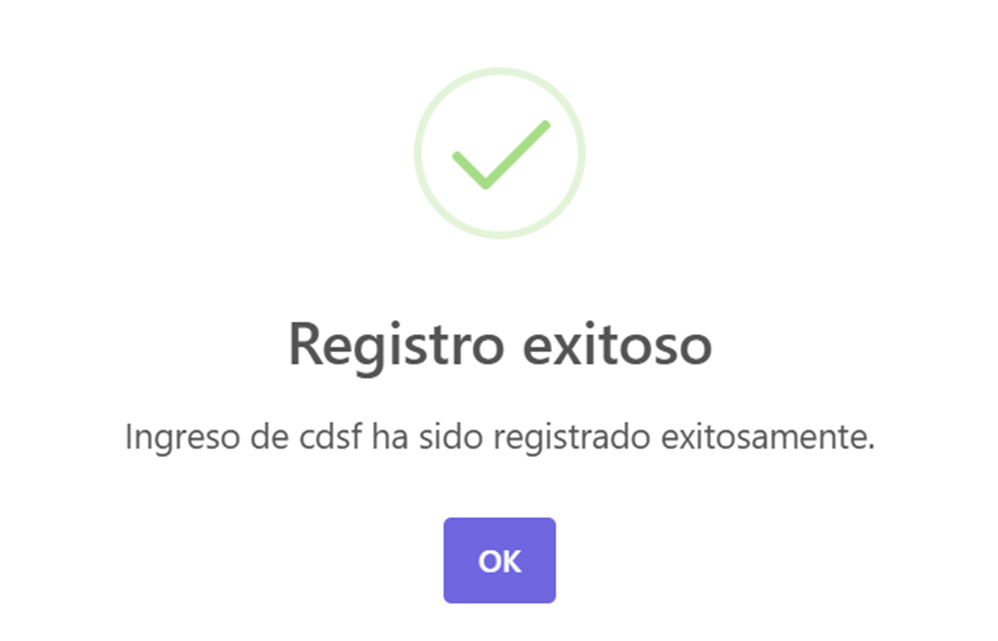 Registro exitoso
Ingreso de cdsf ha sido registrado exitosamente.
OK